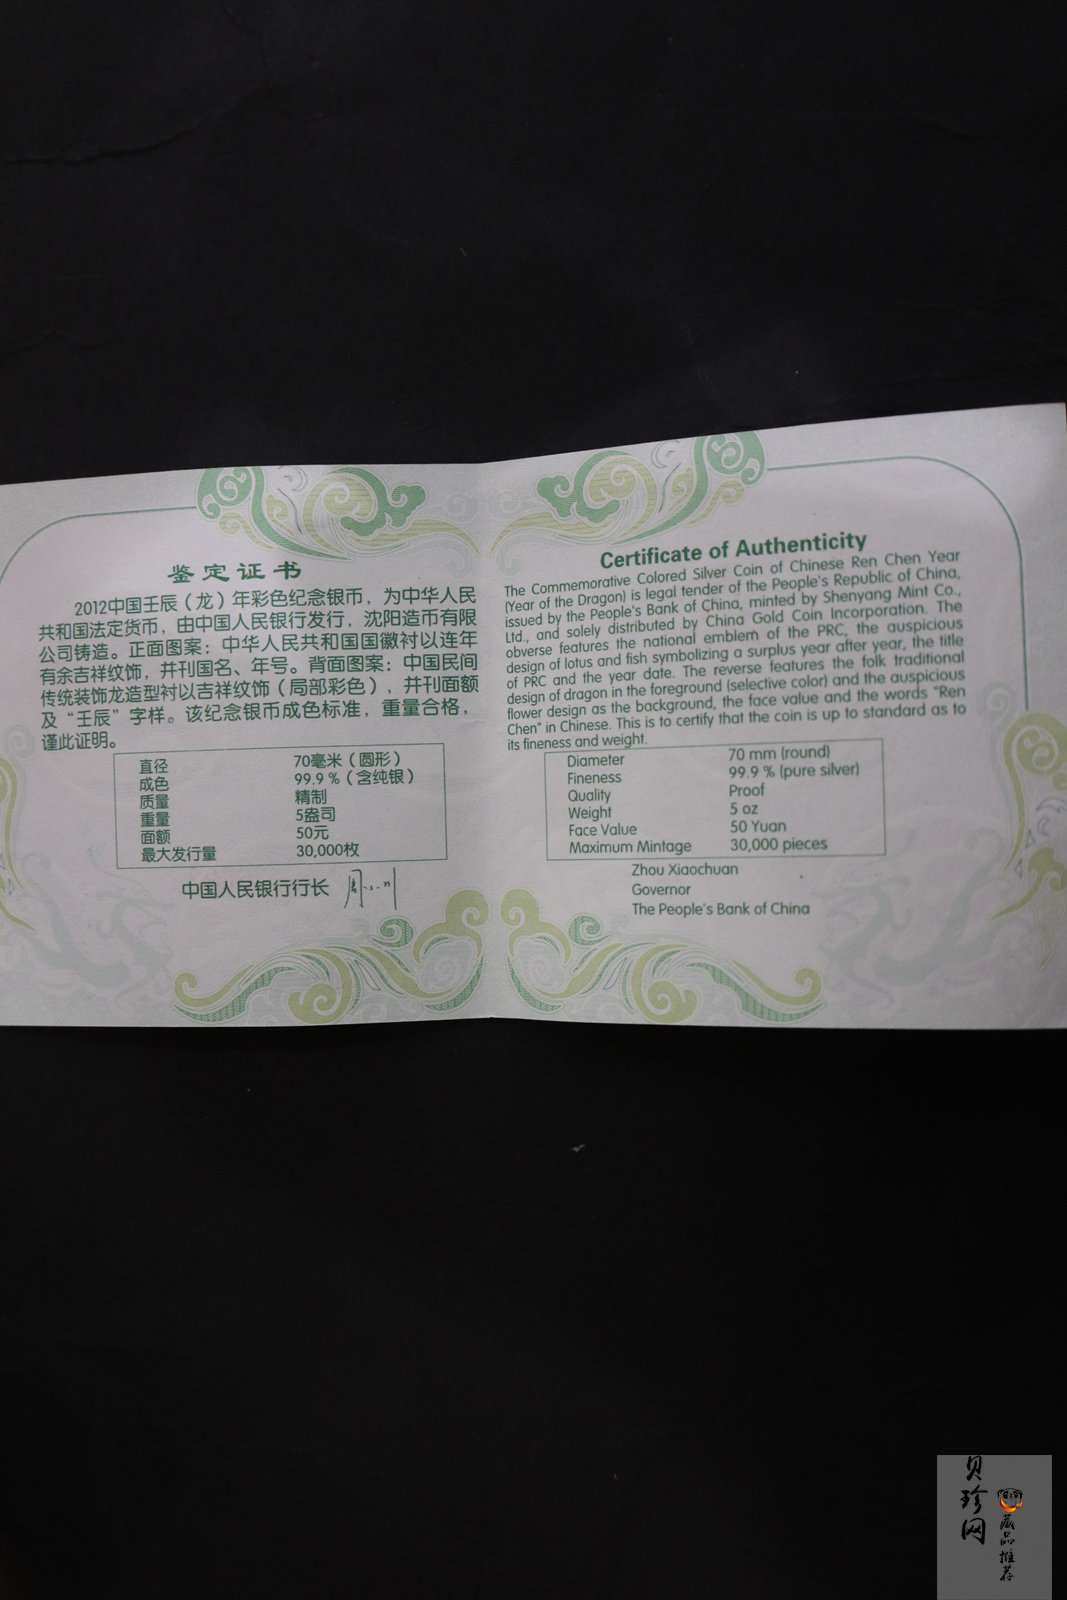 鉴定证书
2012中国壬辰（龙）年彩色纪念银币，为中华人民
共和国法定货币，由中国人民银行发行，沈阳造币有限
公司铸造。正面图案：中华人民共和国国徽衬以连年
有余吉祥纹饰，并刊国名、年号。背面图案：中国民间
传统装饰龙造型衬以吉祥纹饰（局部彩色），并刊面额
及“壬辰”字样。该纪念银币成色标准，重量合格，
谨此证明。
直径 70毫米（圆形）
成色 99.9 %（含纯银）
质量 精制
重量 5盎司
面额 50元
最大发行量 30,000枚
中国人民银行行长
Certificate of Authenticity
The Commemorative Colored Silver Coin of Chinese Ren Chen Year
(Year of the Dragon) is legal tender of the People's Republic of China,
issued by the People's Bank of China, minted by Shenyang Mint Co.,
Ltd., and solely distributed by China Gold Coin Incorporation. The
obverse features the national emblem of the PRC, the auspicious
design of lotus and fish symbolizing a surplus year after year, the title
of PRC and the year date. The reverse features the folk traditional
design of dragon in the foreground (selective color) and the auspicious
flower design as the background, the face value and the words "Ren
Chen" in Chinese. This is to certify that the coin is up to standard as to
its fineness and weight.
Diameter 70 mm (round)
Fineness 99.9 % (pure silver)
Quality Proof
Weight 5 oz
Face Value 50 Yuan
Maximum Mintage 30,000 pieces
Zhou Xiaochuan
Governor
The People's Bank of China
贝珍网
藏品推荐